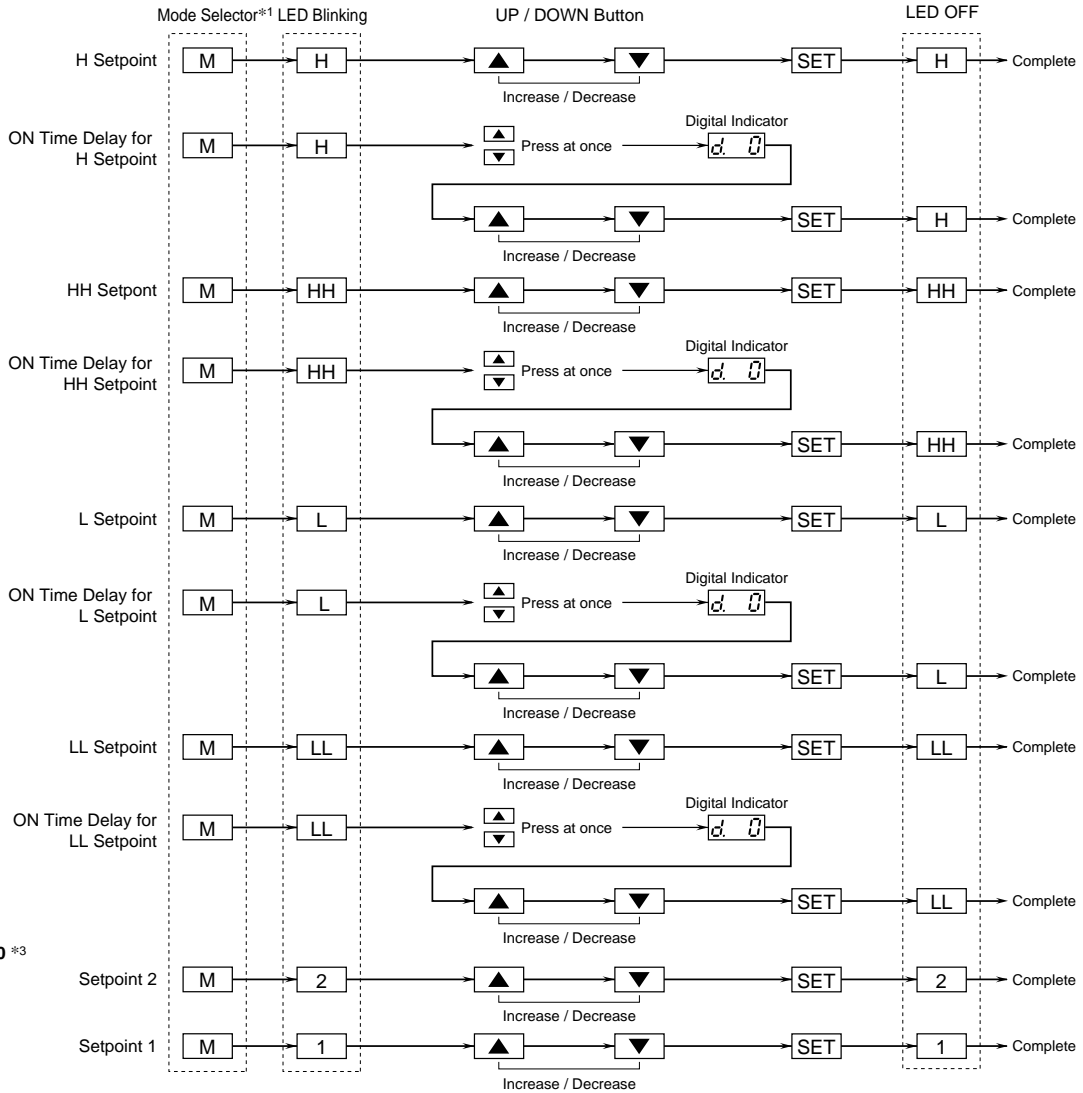 Mode Selector*1 LED Blinking UP / DOWN Button LED OFF
H Setpoint M H ▲ ▼ SET H Complete
Increase / Decrease
ON Time Delay for
H Setpoint M H ▲ ▼ Press at once Digital Indicator d. 0
▲ ▼ SET H Complete
Increase / Decrease
HH Setpont M HH ▲ ▼ SET HH Complete
Increase / Decrease
ON Time Delay for
HH Setpoint M HH ▲ ▼ Press at once Digital Indicator d. 0
▲ ▼ SET HH Complete
Increase / Decrease
L Setpoint M L ▲ ▼ SET L Complete
Increase / Decrease
ON Time Delay for
L Setpoint M L ▲ ▼ Press at once Digital Indicator d. 0
▲ ▼ SET L Complete
Increase / Decrease
LL Setpoint M LL ▲ ▼ SET LL Complete
Increase / Decrease
ON Time Delay for
LL Setpoint M LL ▲ ▼ Press at once Digital Indicator d. 0
▲ ▼ SET LL Complete
Increase / Decrease
*3
Setpoint 2 M 2 ▲ ▼ SET 2 Complete
Increase / Decrease
Setpoint 1 M 1 ▲ ▼ SET 1 Complete
Increase / Decrease